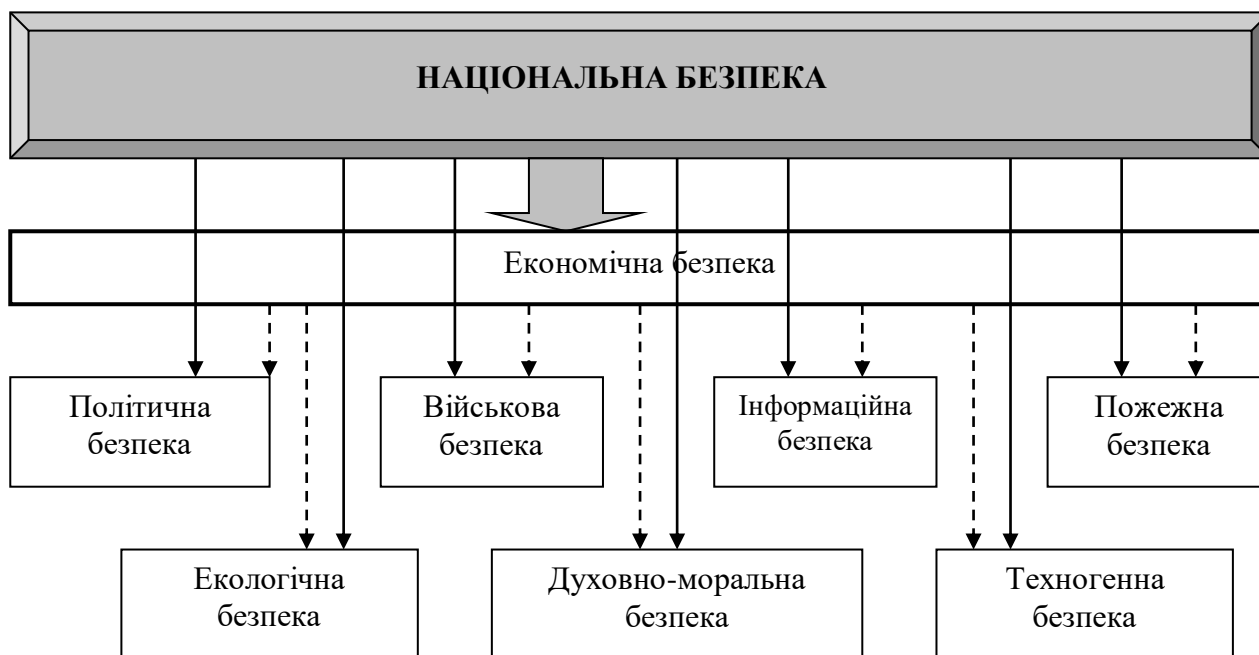 НАЦІОНАЛЬНА БЕЗПЕКА
Економічна безпека
Політична
безпека
Військова
безпека
Інформаційна
безпека
Пожежна
безпека
Екологічна
безпека
Духовно-моральна
безпека
Техногенна
безпека